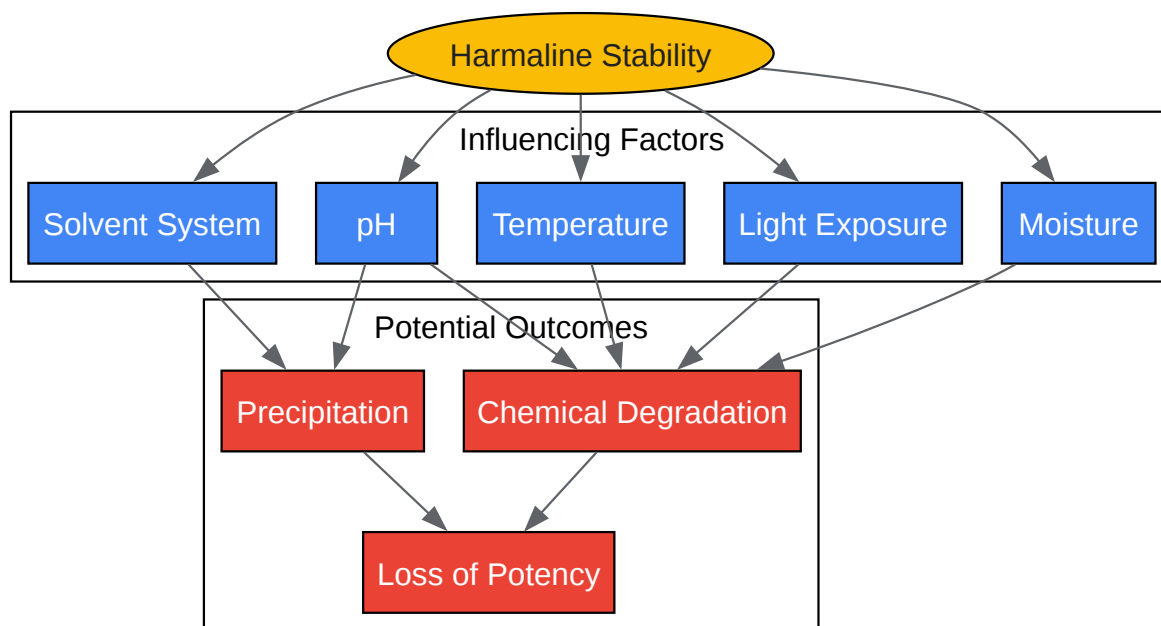 Harmaline Stability
Influencing Factors
Solvent System
pH
Temperature
Light Exposure
Moisture
Potential Outcomes
Precipitation
Chemical Degradation
Loss of Potency